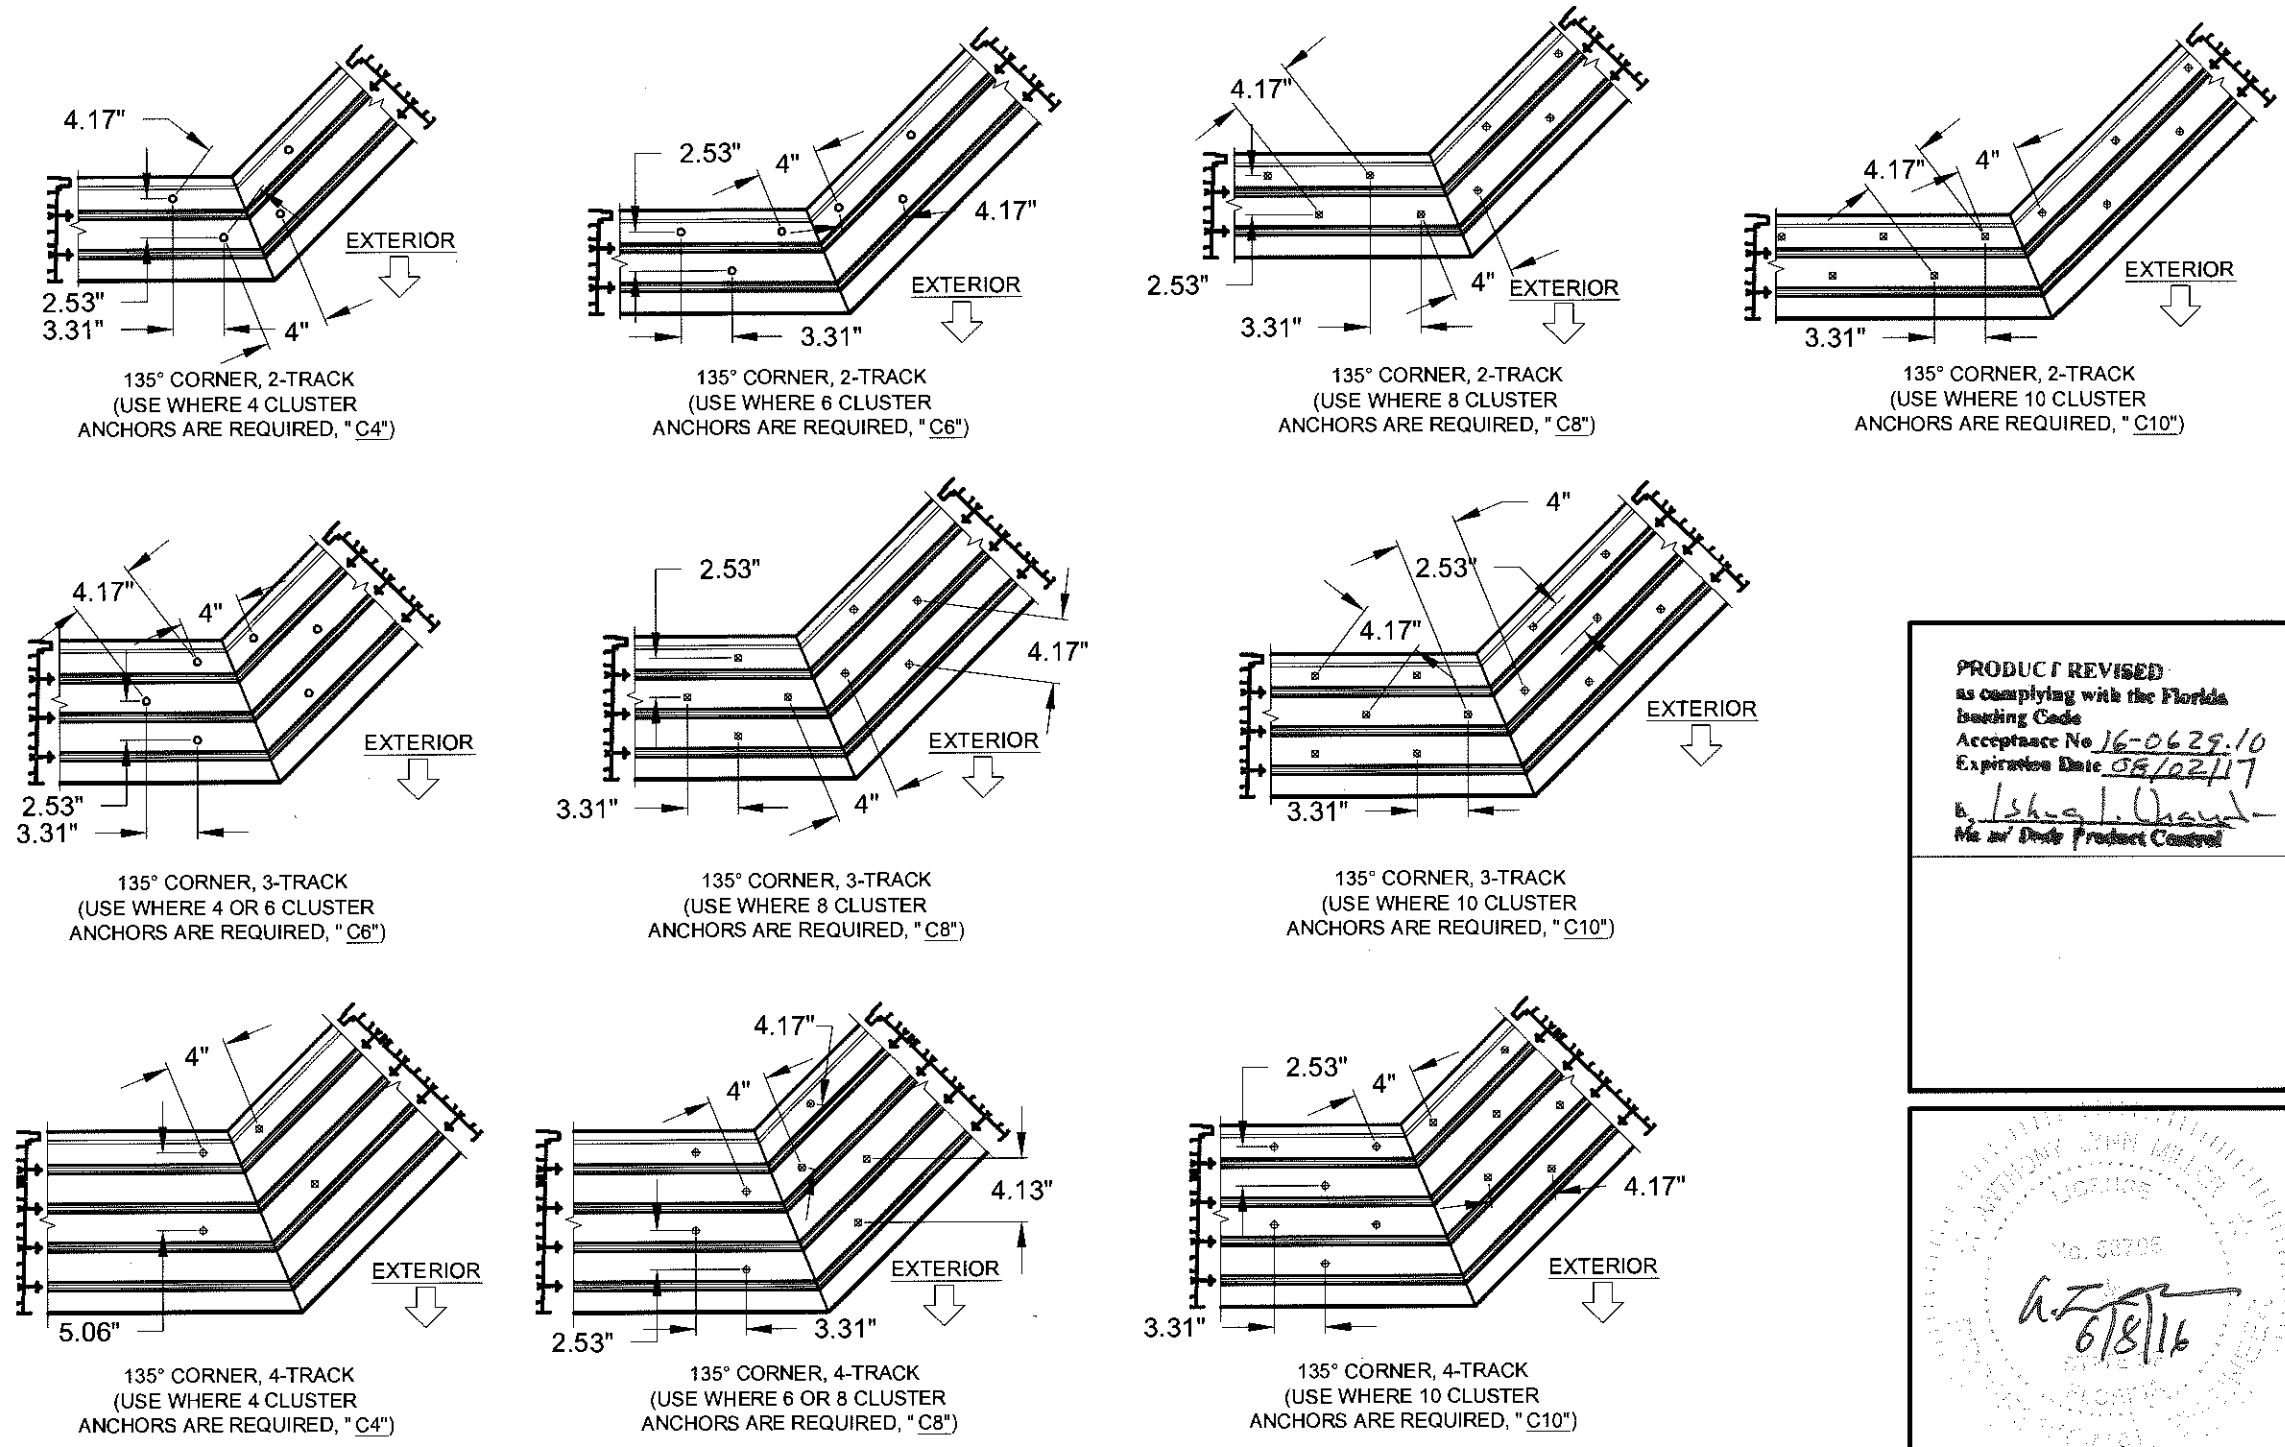 4.17"
2.53"
3.31"
4"
EXTERIOR
135° CORNER, 2-TRACK
(USE WHERE 4 CLUSTER
ANCHORS ARE REQUIRED, "C4")
2.53"
4"
4.17"
3.31"
EXTERIOR
135° CORNER, 2-TRACK
(USE WHERE 6 CLUSTER
ANCHORS ARE REQUIRED, "C6")
4.17"
2.53"
3.31"
4"
EXTERIOR
135° CORNER, 2-TRACK
(USE WHERE 8 CLUSTER
ANCHORS ARE REQUIRED, "C8")
4.17"
4"
3.31"
EXTERIOR
135° CORNER, 2-TRACK
(USE WHERE 10 CLUSTER
ANCHORS ARE REQUIRED, "C10")
4.17"
4"
2.53"
3.31"
EXTERIOR
135° CORNER, 3-TRACK
(USE WHERE 4 OR 6 CLUSTER
ANCHORS ARE REQUIRED, "C6")
2.53"
4.17"
3.31"
4"
EXTERIOR
135° CORNER, 3-TRACK
(USE WHERE 8 CLUSTER
ANCHORS ARE REQUIRED, "C8")
4"
2.53"
4.17"
3.31"
EXTERIOR
135° CORNER, 3-TRACK
(USE WHERE 10 CLUSTER
ANCHORS ARE REQUIRED, "C10")
PRODUCT REVISED
as complying with the Florida
Building Code
Acceptance No 16-0629.10
Expiration Date 08/02/17
Product Control
4"
5.06"
EXTERIOR
135° CORNER, 4-TRACK
(USE WHERE 4 CLUSTER
ANCHORS ARE REQUIRED, "C4")
4.17"
4"
4.13"
2.53"
3.31"
EXTERIOR
135° CORNER, 4-TRACK
(USE WHERE 6 OR 8 CLUSTER
ANCHORS ARE REQUIRED, "C8")
2.53"
4"
4.17"
3.31"
EXTERIOR
135° CORNER, 4-TRACK
(USE WHERE 10 CLUSTER
ANCHORS ARE REQUIRED, "C10")
ANTHONY LYNN MILLER
LICENSE
6/8/16